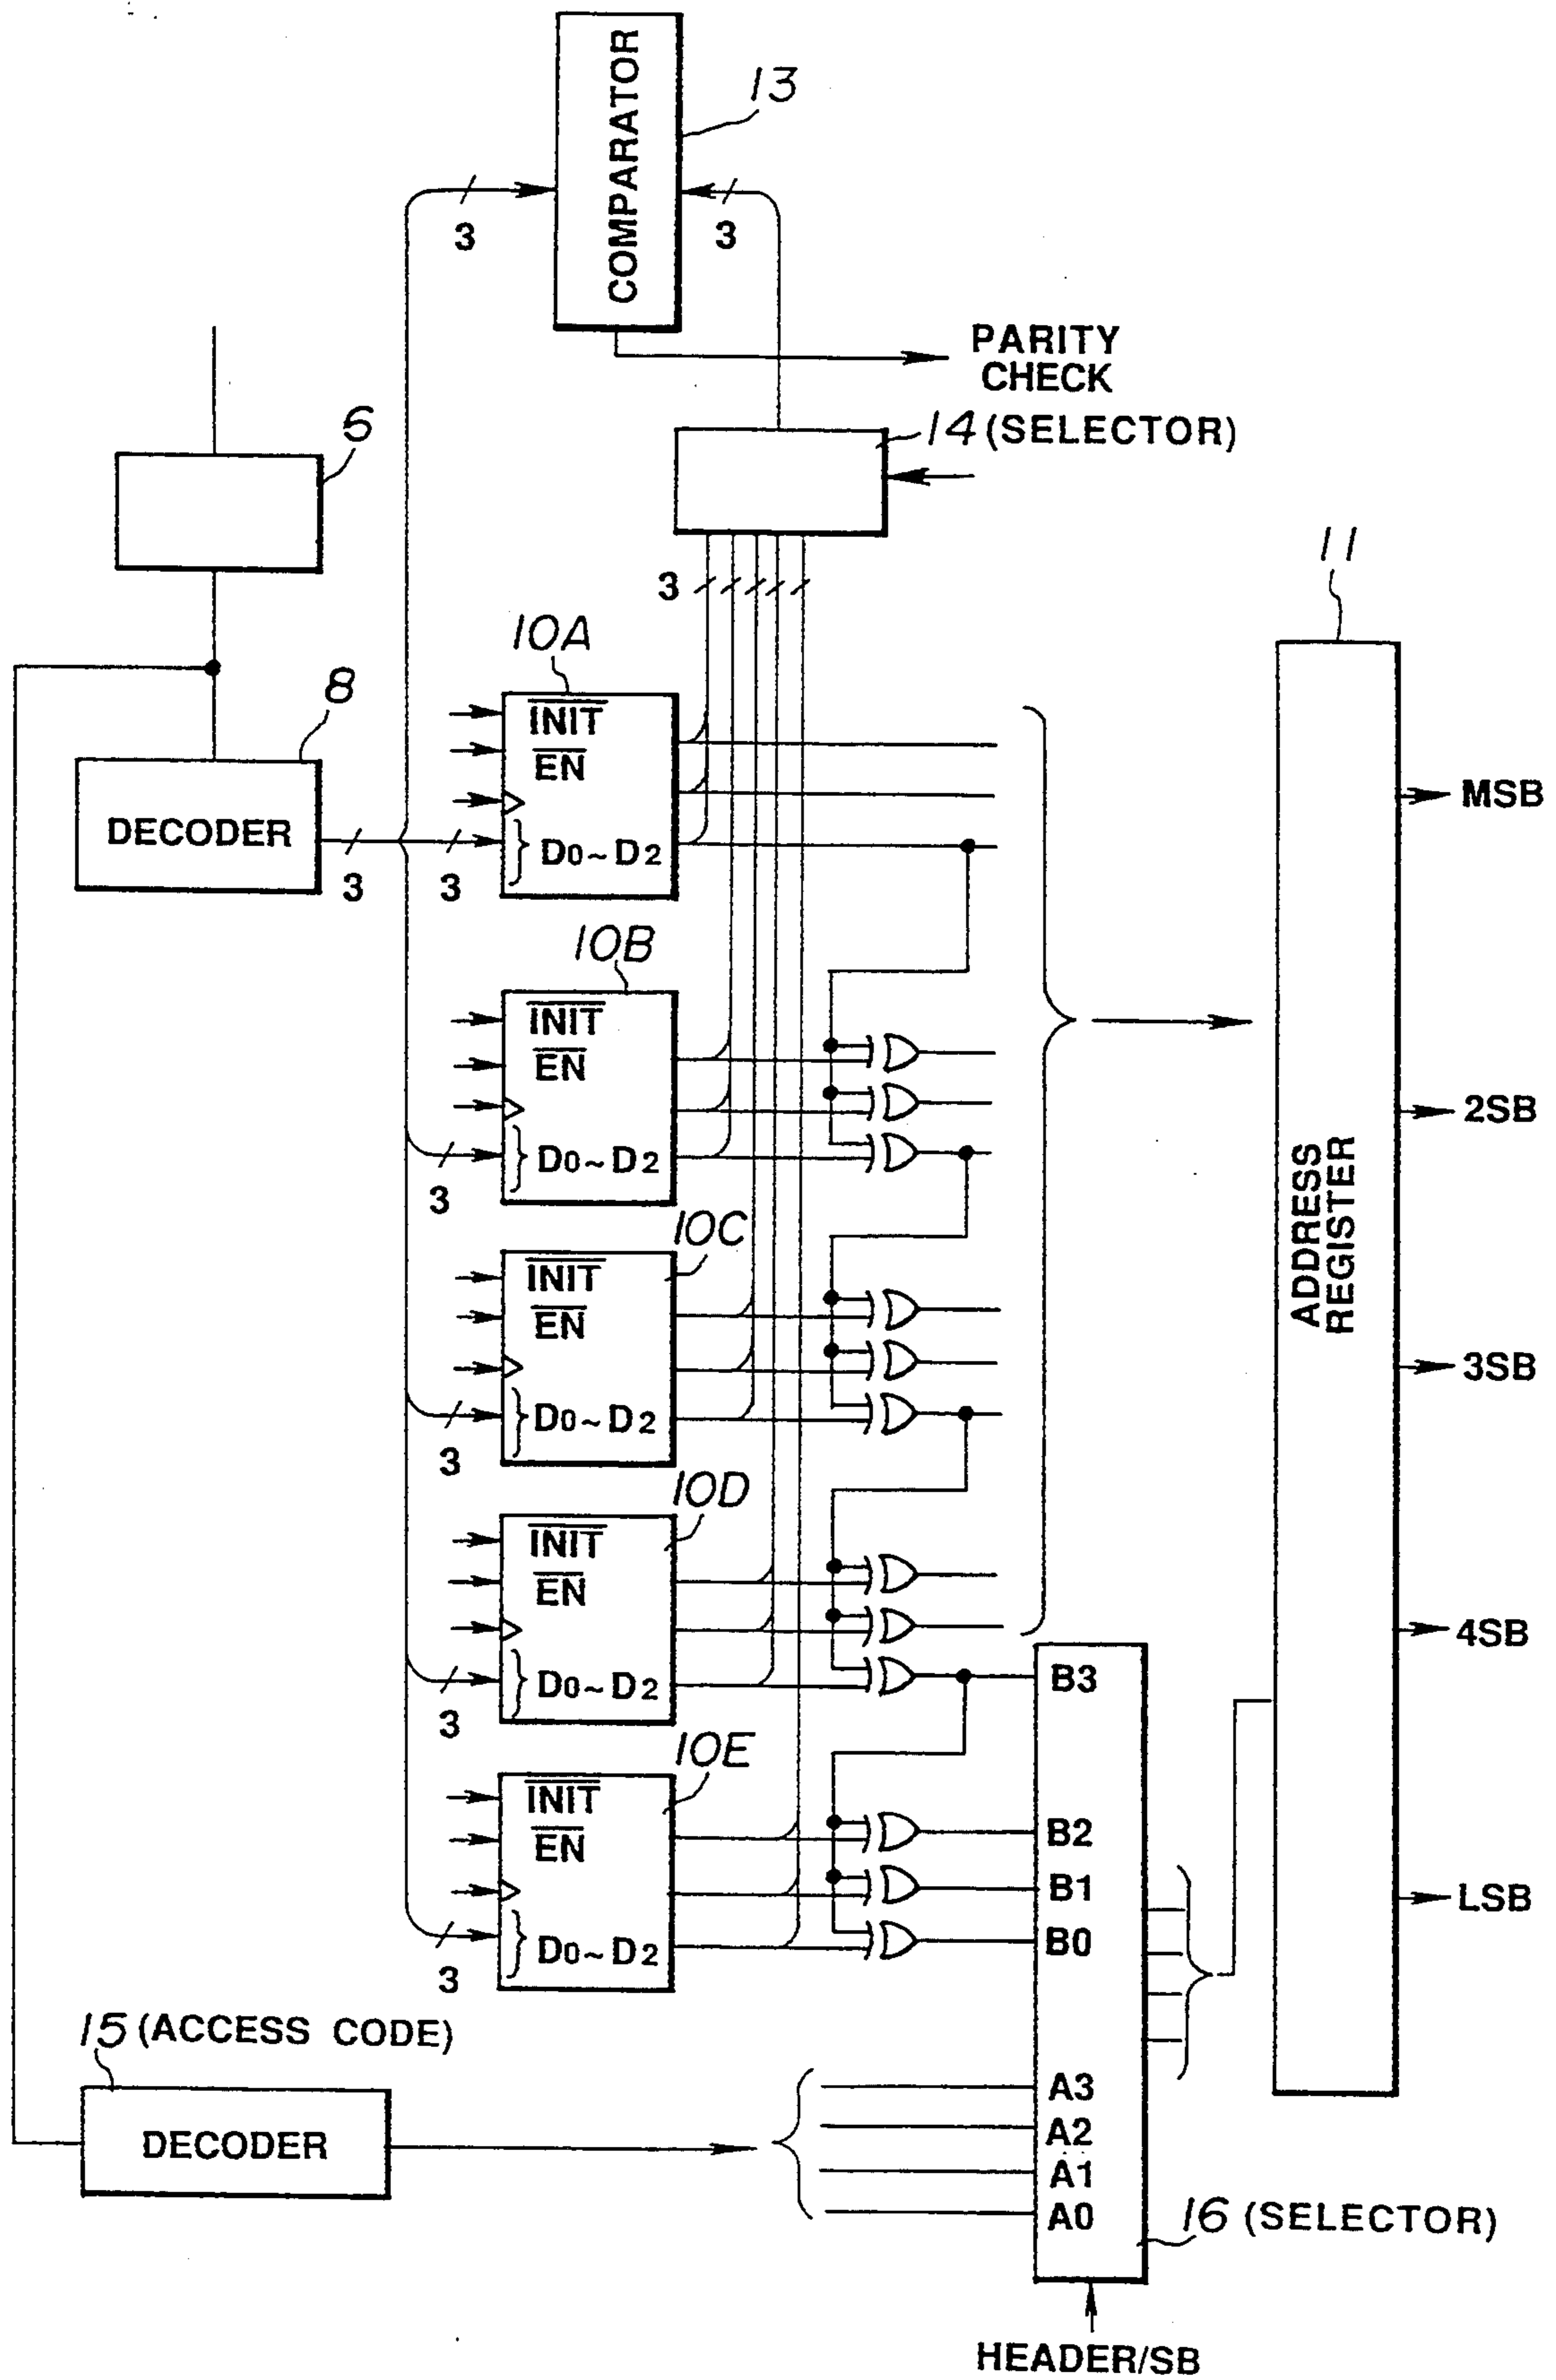 COMPARATOR
13
3
3
PARITY
CHECK
14 (SELECTOR)
6
3
11
10A
8
INIT
EN
D0~D2
DECODER
3
3
MSB
10B
INIT
EN
D0~D2
3
2SB
ADDRESS
REGISTER
10C
INIT
EN
D0~D2
3
3SB
10D
INIT
EN
D0~D2
3
4SB
B3
10E
INIT
EN
D0~D2
3
B2
B1
B0
LSB
15 (ACCESS CODE)
DECODER
A3
A2
A1
A0
16 (SELECTOR)
HEADER/SB